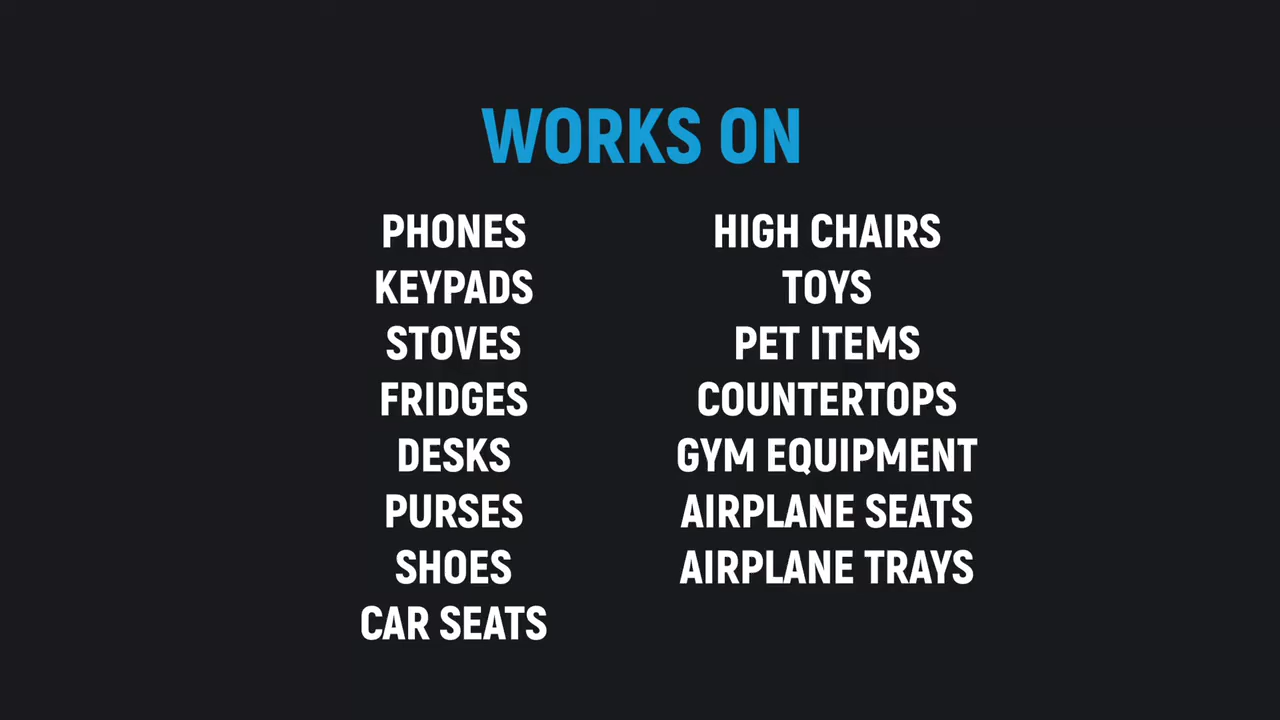 WORKS ON
PHONES
KEYPADS
STOVES
FRIDGES
DESKS
PURSES
SHOES
CAR SEATS
HIGH CHAIRS
TOYS
PET ITEMS
COUNTERTOPS
GYM EQUIPMENT
AIRPLANE SEATS
AIRPLANE TRAYS